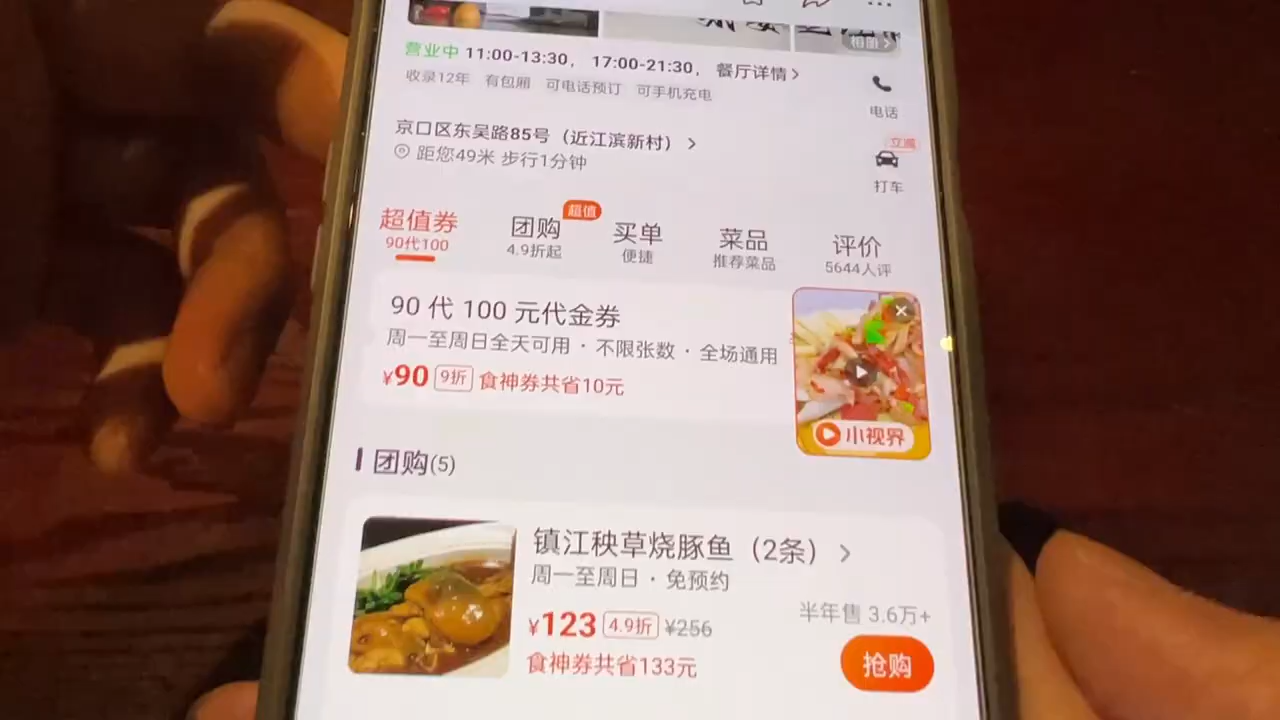 相册
营业中 11:00-13:30， 17:00-21:30， 餐厅详情
收录12年 有包厢 可电话预订 可手机充电
电话
京口区东吴路85号（近江滨新村）
距您49米 步行1分钟
立减
打车
超值券
90代100
团购
超值
4.9折起
买单
便捷
菜品
推荐菜品
评价
5644人评
90 代 100 元代金券
周一至周日全天可用 · 不限张数 · 全场通用
¥90 9折 食神券共省10元
小视界
团购(5)
镇江秧草烧豚鱼（2条）
周一至周日 · 免预约
¥123 4.9折 ¥256
半年售 3.6万+
食神券共省133元
抢购